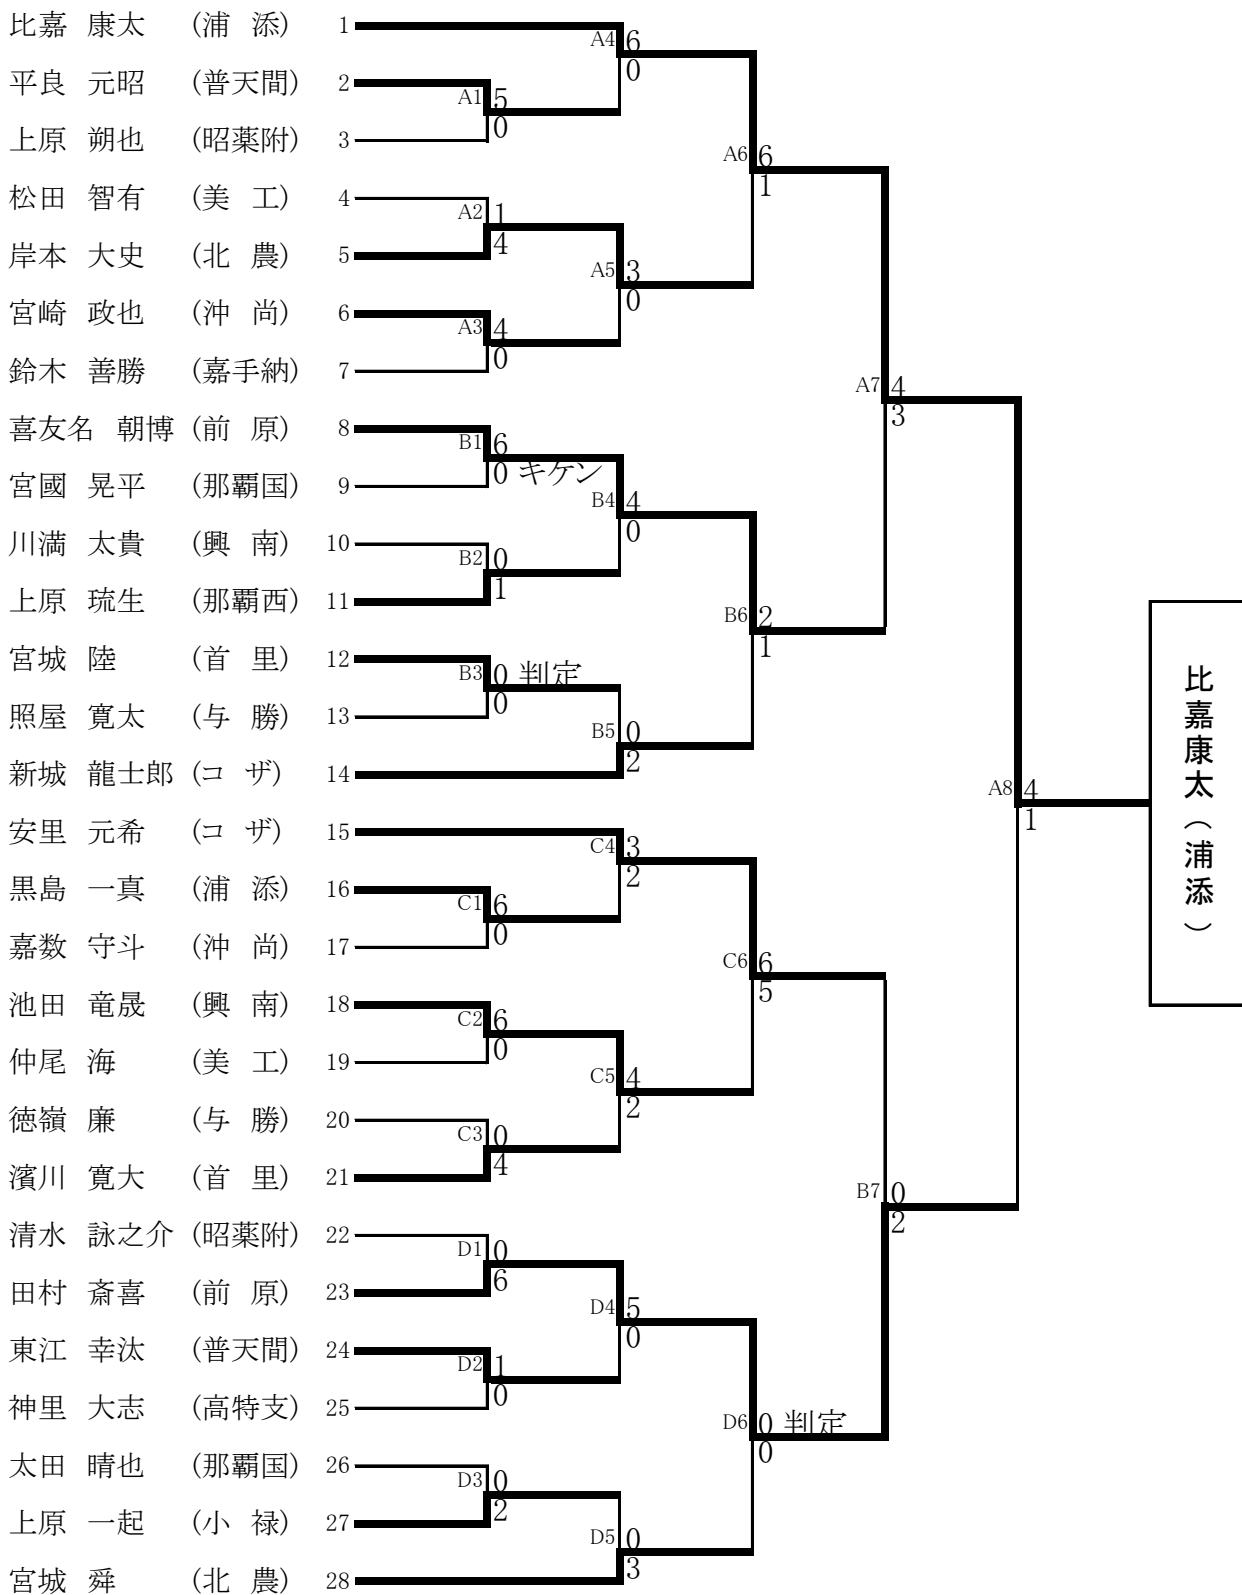 比嘉 康太 (浦 添) 1
平良 元昭 (普天間) 2
上原 朔也 (昭薬附) 3
松田 智有 (美 工) 4
岸本 大史 (北 農) 5
宮崎 政也 (沖 尚) 6
鈴木 善勝 (嘉手納) 7
喜友名 朝博 (前 原) 8
宮國 晃平 (那覇国) 9
川満 太貴 (興 南) 10
上原 琉生 (那覇西) 11
宮城 陸 (首 里) 12
照屋 寛太 (与 勝) 13
新城 龍士郎 (コ ザ) 14
安里 元希 (コ ザ) 15
黒島 一真 (浦 添) 16
嘉数 守斗 (沖 尚) 17
池田 竜晟 (興 南) 18
仲尾 海 (美 工) 19
徳嶺 廉 (与 勝) 20
濱川 寛大 (首 里) 21
清水 詠之介 (昭薬附) 22
田村 斎喜 (前 原) 23
東江 幸汰 (普天間) 24
神里 大志 (高特支) 25
太田 晴也 (那覇国) 26
上原 一起 (小 禄) 27
宮城 舜 (北 農) 28
A1 5
0
A2 1
4
A3 4
0
B1 6
0 キケン
B2 0
1
B3 0 判定
0
C1 6
0
C2 6
0
C3 0
4
D1 0
6
D2 1
0
D3 0
2
A4 6
0
A5 3
0
B4 4
0
B5 0
2
C4 3
2
C5 4
2
D4 5
0
D5 0
3
A6 6
1
B6 2
1
C6 6
5
D6 0 判定
0
A7 4
3
B7 0
2
A8 4
1
比嘉康太(浦添)